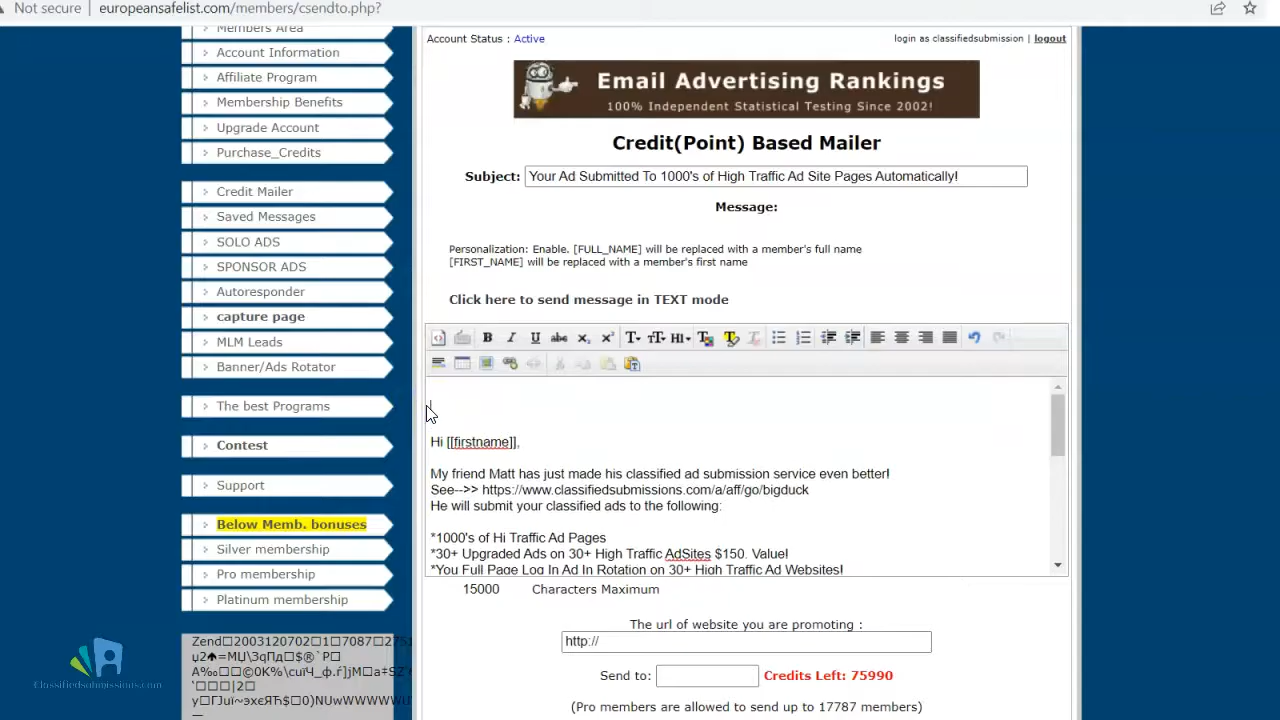 Not secure
europeansafelist.com/members/csendto.php?
Members Area
Account Information
Affiliate Program
Membership Benefits
Upgrade Account
Purchase_Credits
Credit Mailer
Saved Messages
SOLO ADS
SPONSOR ADS
Autoresponder
capture page
MLM Leads
Banner/Ads Rotator
The best Programs
Contest
Support
Below Memb. bonuses
Silver membership
Pro membership
Platinum membership
Classifiedsubmissions.com
Account Status : Active
login as classifiedsubmission | logout
Email Advertising Rankings
100% Independent Statistical Testing Since 2002!
Credit(Point) Based Mailer
Subject: Your Ad Submitted To 1000's of High Traffic Ad Site Pages Automatically!
Message:
Personalization: Enable. [FULL_NAME] will be replaced with a member's full name
[FIRST_NAME] will be replaced with a member's first name
Click here to send message in TEXT mode
Hi [[firstname]],
My friend Matt has just made his classified ad submission service even better!
See-->> https://www.classifiedsubmissions.com/a/aff/go/bigduck
He will submit your classified ads to the following:
*1000's of Hi Traffic Ad Pages
*30+ Upgraded Ads on 30+ High Traffic AdSites $150. Value!
*You Full Page Log In Ad In Rotation on 30+ High Traffic Ad Websites!
15000 Characters Maximum
The url of website you are promoting :
http://
Send to: Credits Left: 75990
(Pro members are allowed to send up to 17787 members)